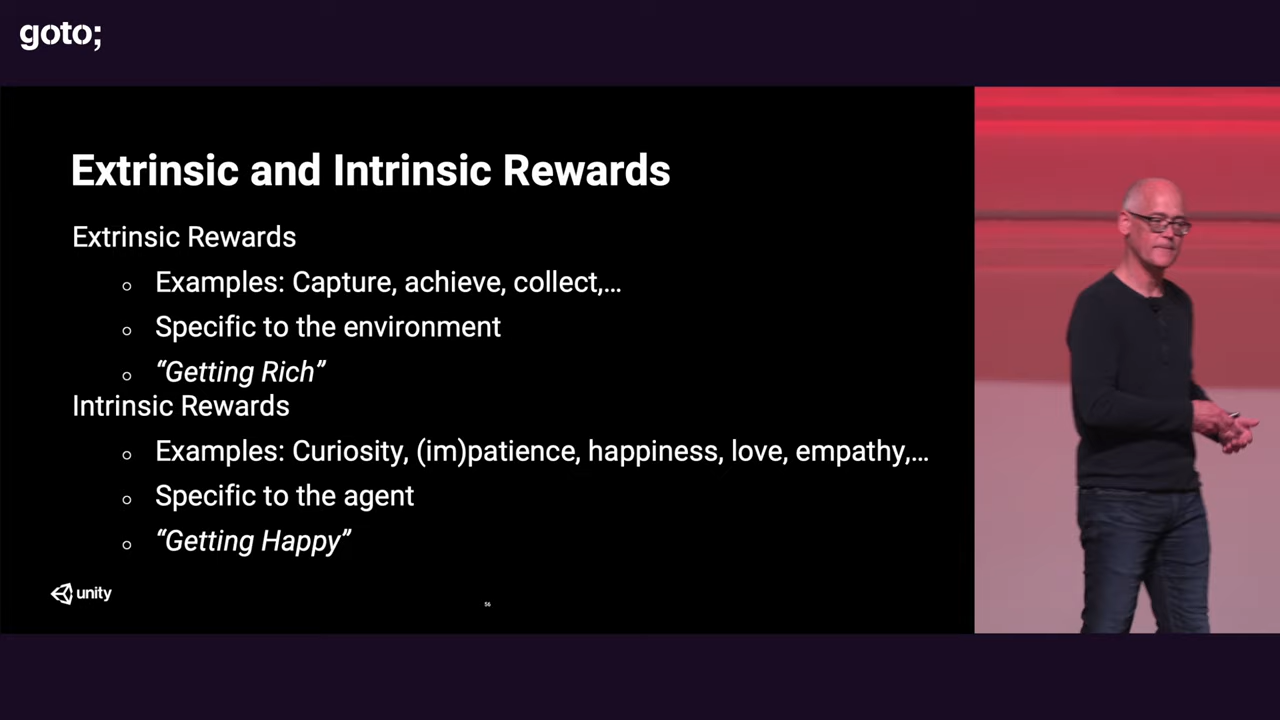 goto;
Extrinsic and Intrinsic Rewards
Extrinsic Rewards
○ Examples: Capture, achieve, collect,...
○ Specific to the environment
○ “Getting Rich”
Intrinsic Rewards
○ Examples: Curiosity, (im)patience, happiness, love, empathy,...
○ Specific to the agent
○ “Getting Happy”
unity
56